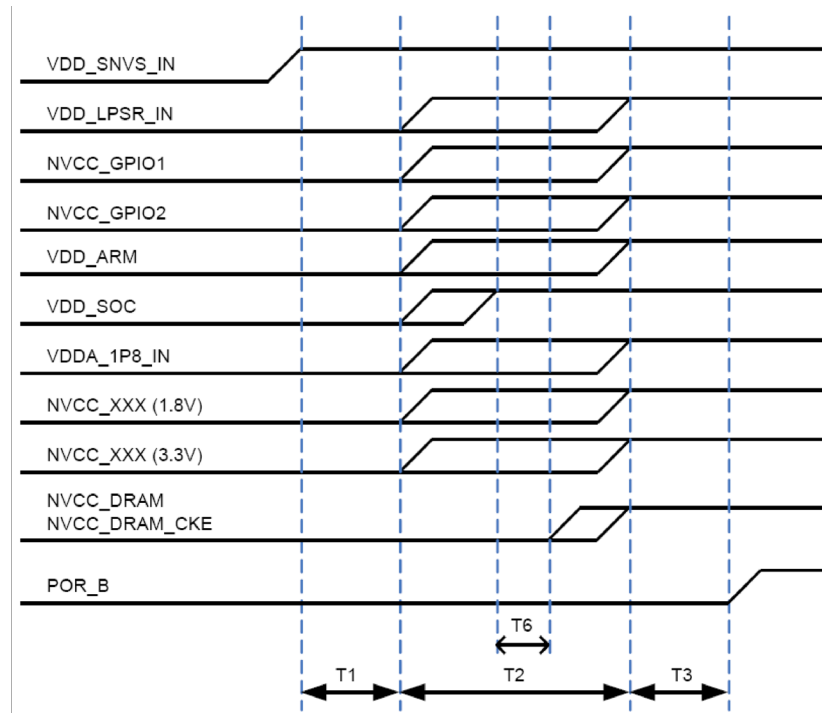 VDD_SNVS_IN
VDD_LPSR_IN
NVCC_GPIO1
NVCC_GPIO2
VDD_ARM
VDD_SOC
VDDA_1P8_IN
NVCC_XXX (1.8V)
NVCC_XXX (3.3V)
NVCC_DRAM
NVCC_DRAM_CKE
POR_B
T6
T1 T2 T3